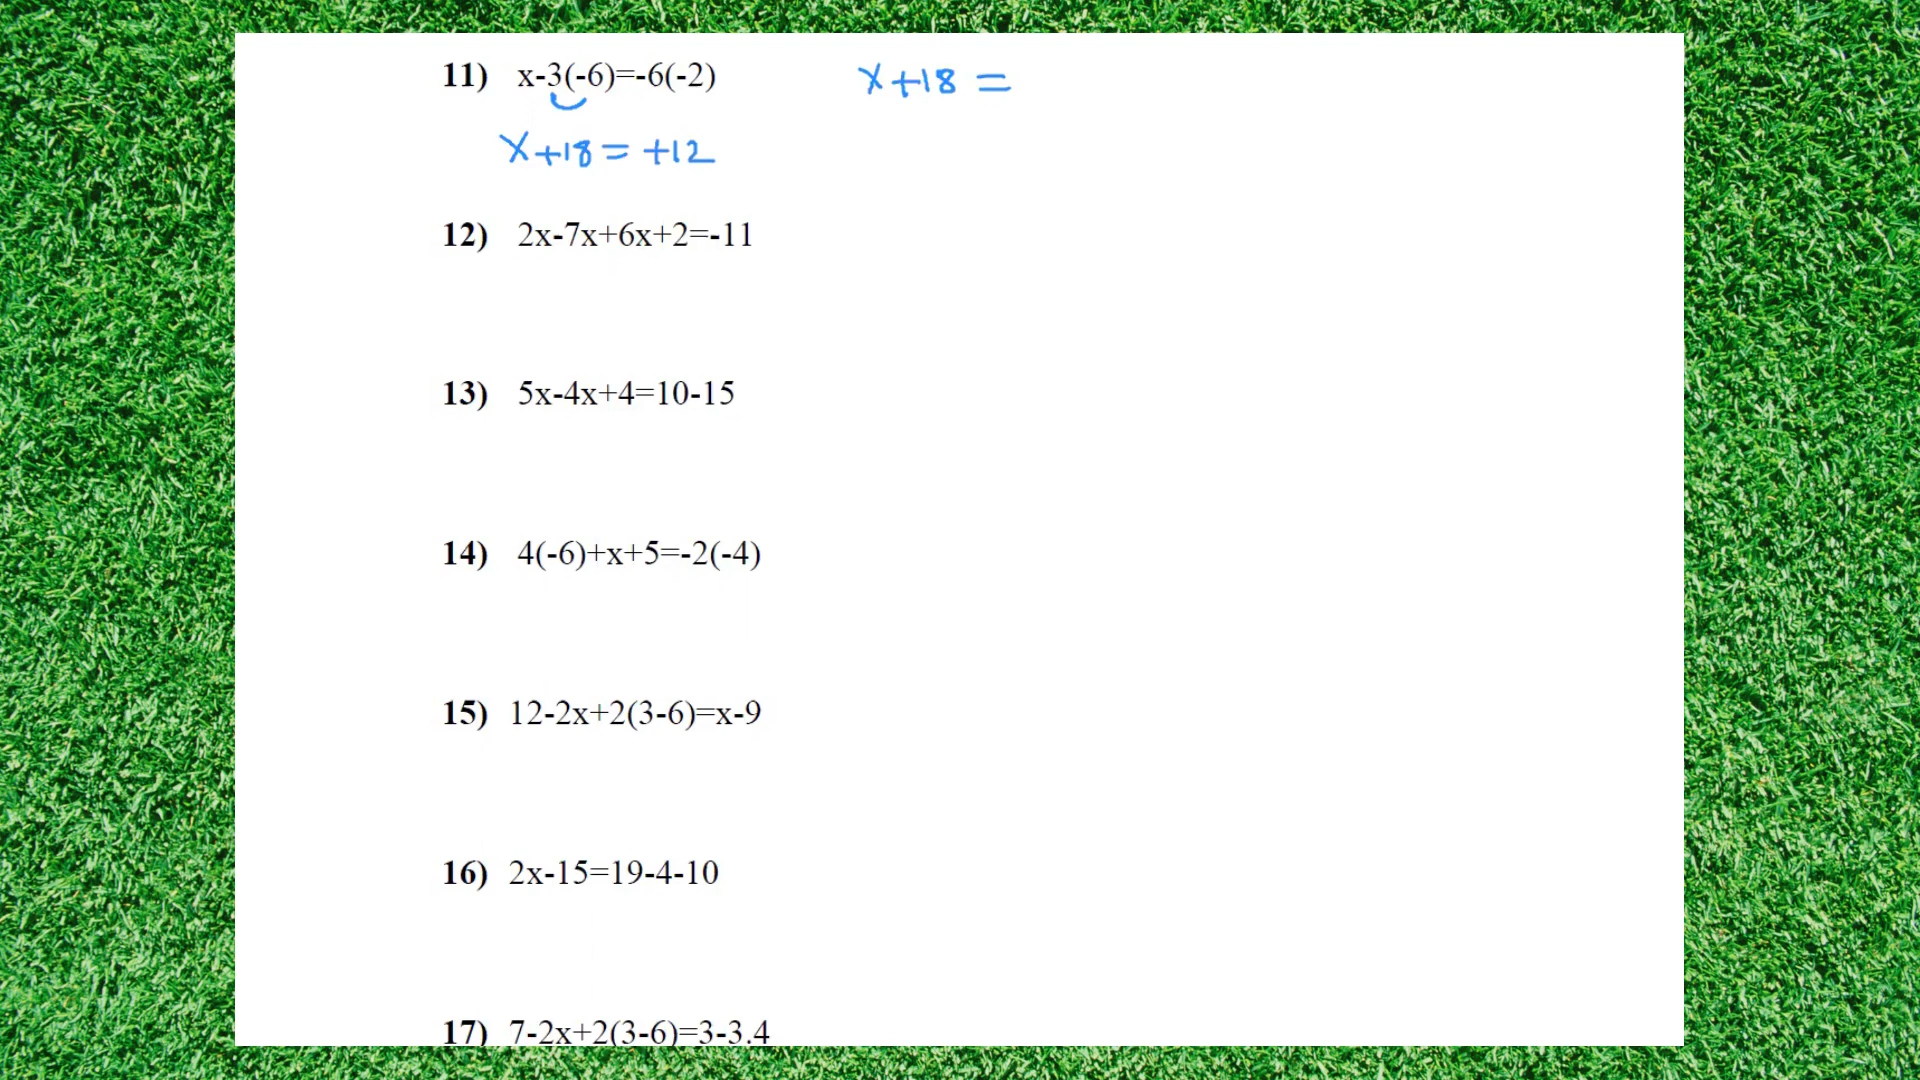 11) x-3(-6)=-6(-2) x+18 =
x+18 = +12
12) 2x-7x+6x+2=-11
13) 5x-4x+4=10-15
14) 4(-6)+x+5=-2(-4)
15) 12-2x+2(3-6)=x-9
16) 2x-15=19-4-10
17) 7-2x+2(3-6)=3-3.4